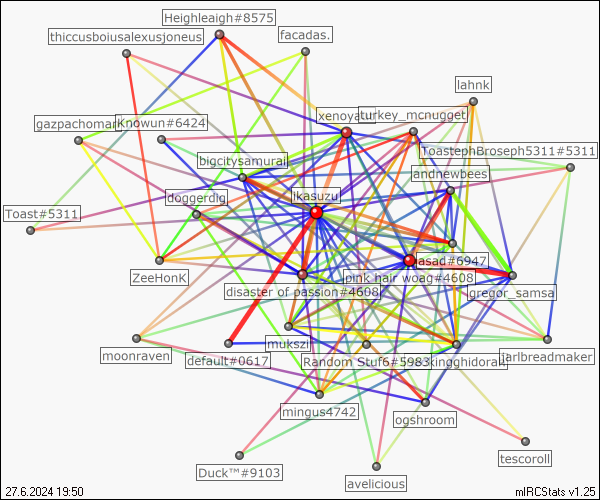 Heighleaigh#8575
thiccusboiusalexusjoneus
facadas.
lahnk
gazpachoman
Knowun#6424
xenoya
turkey_mcnugget
ToastephBroseph5311#5311
bigcitysamurai
andnewbees
doggerdig
Ikasuzu
Toast#5311
lasad#6947
ZeeHonK
pink hair woag#4608
disaster of passion#4608
gregor_samsa
mukszi
moonraven
default#0617
Random Stuf6#5983
kingghidorah
jarlbreadmaker
mingus4742
ogshroom
tescoroll
Duck™#9103
avelicious
27.6.2024 19:50
mIRCStats v1.25